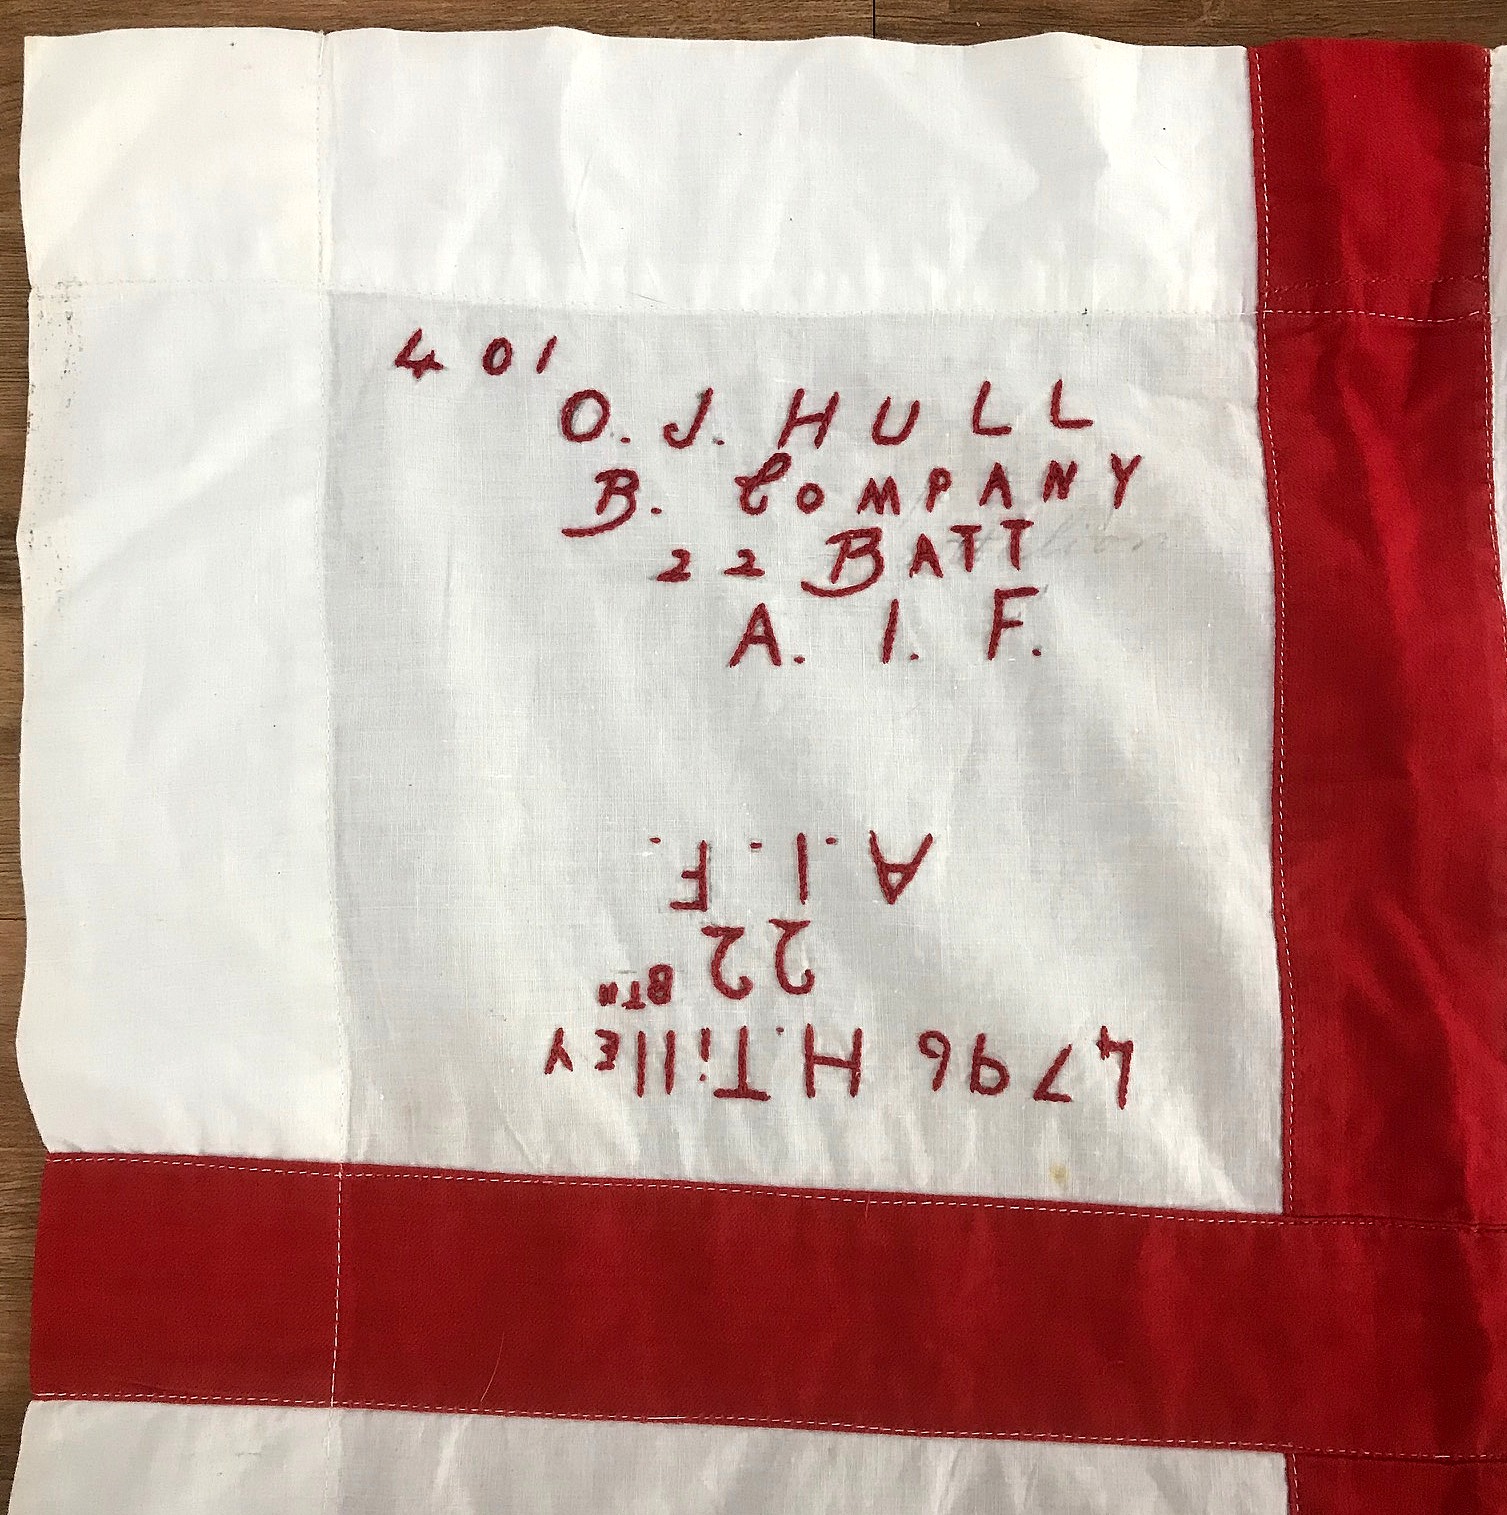 401
O. J. HULL
B. COMPANY
22 BATT
A. I. F.
4796 H.TillEY
22 BTN
A.I.F.